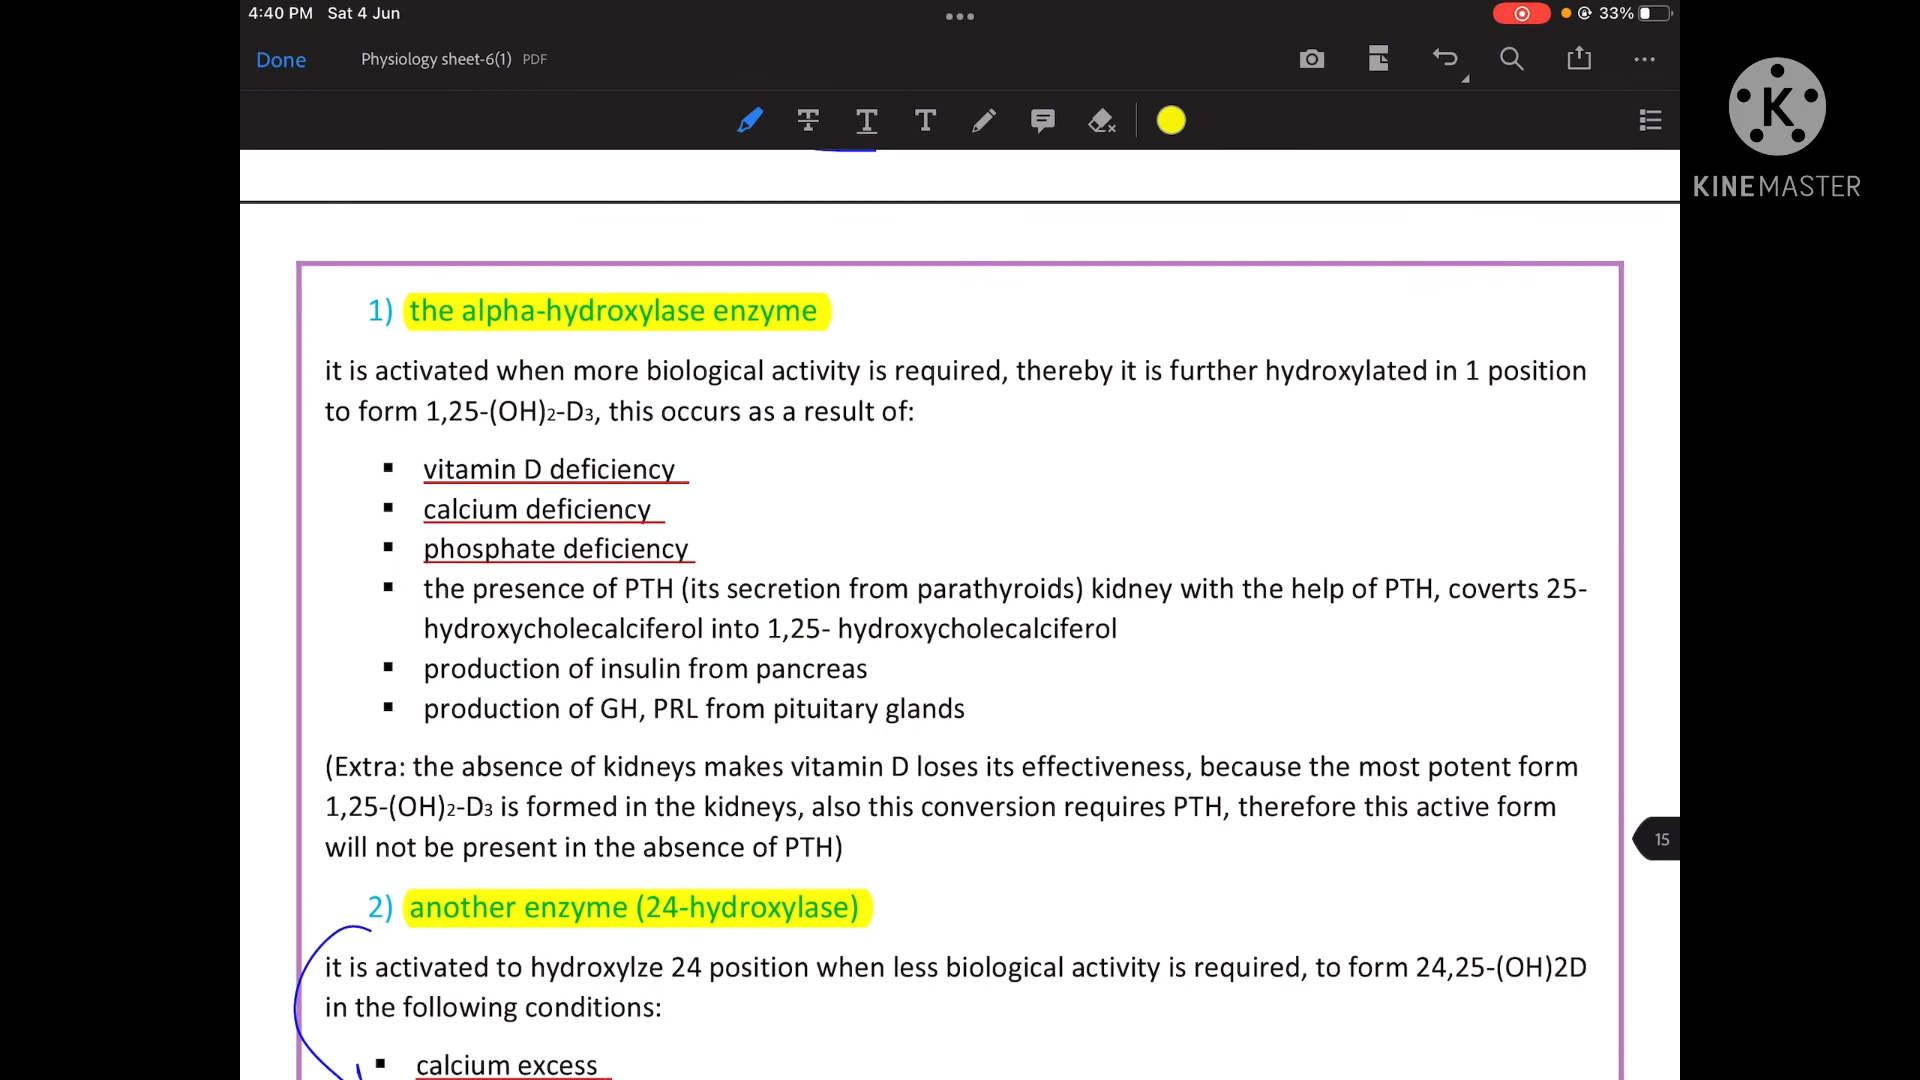 4:40 PM Sat 4 Jun
33%
Done
Physiology sheet-6(1) PDF
T T T
K
KINEMASTER
1) the alpha-hydroxylase enzyme
it is activated when more biological activity is required, thereby it is further hydroxylated in 1 position
to form 1,25-(OH)2-D3, this occurs as a result of:
▪ vitamin D deficiency
▪ calcium deficiency
▪ phosphate deficiency
▪ the presence of PTH (its secretion from parathyroids) kidney with the help of PTH, coverts 25-
hydroxycholecalciferol into 1,25- hydroxycholecalciferol
▪ production of insulin from pancreas
▪ production of GH, PRL from pituitary glands
(Extra: the absence of kidneys makes vitamin D loses its effectiveness, because the most potent form
1,25-(OH)2-D3 is formed in the kidneys, also this conversion requires PTH, therefore this active form
will not be present in the absence of PTH)
15
2) another enzyme (24-hydroxylase)
it is activated to hydroxylze 24 position when less biological activity is required, to form 24,25-(OH)2D
in the following conditions:
▪ calcium excess